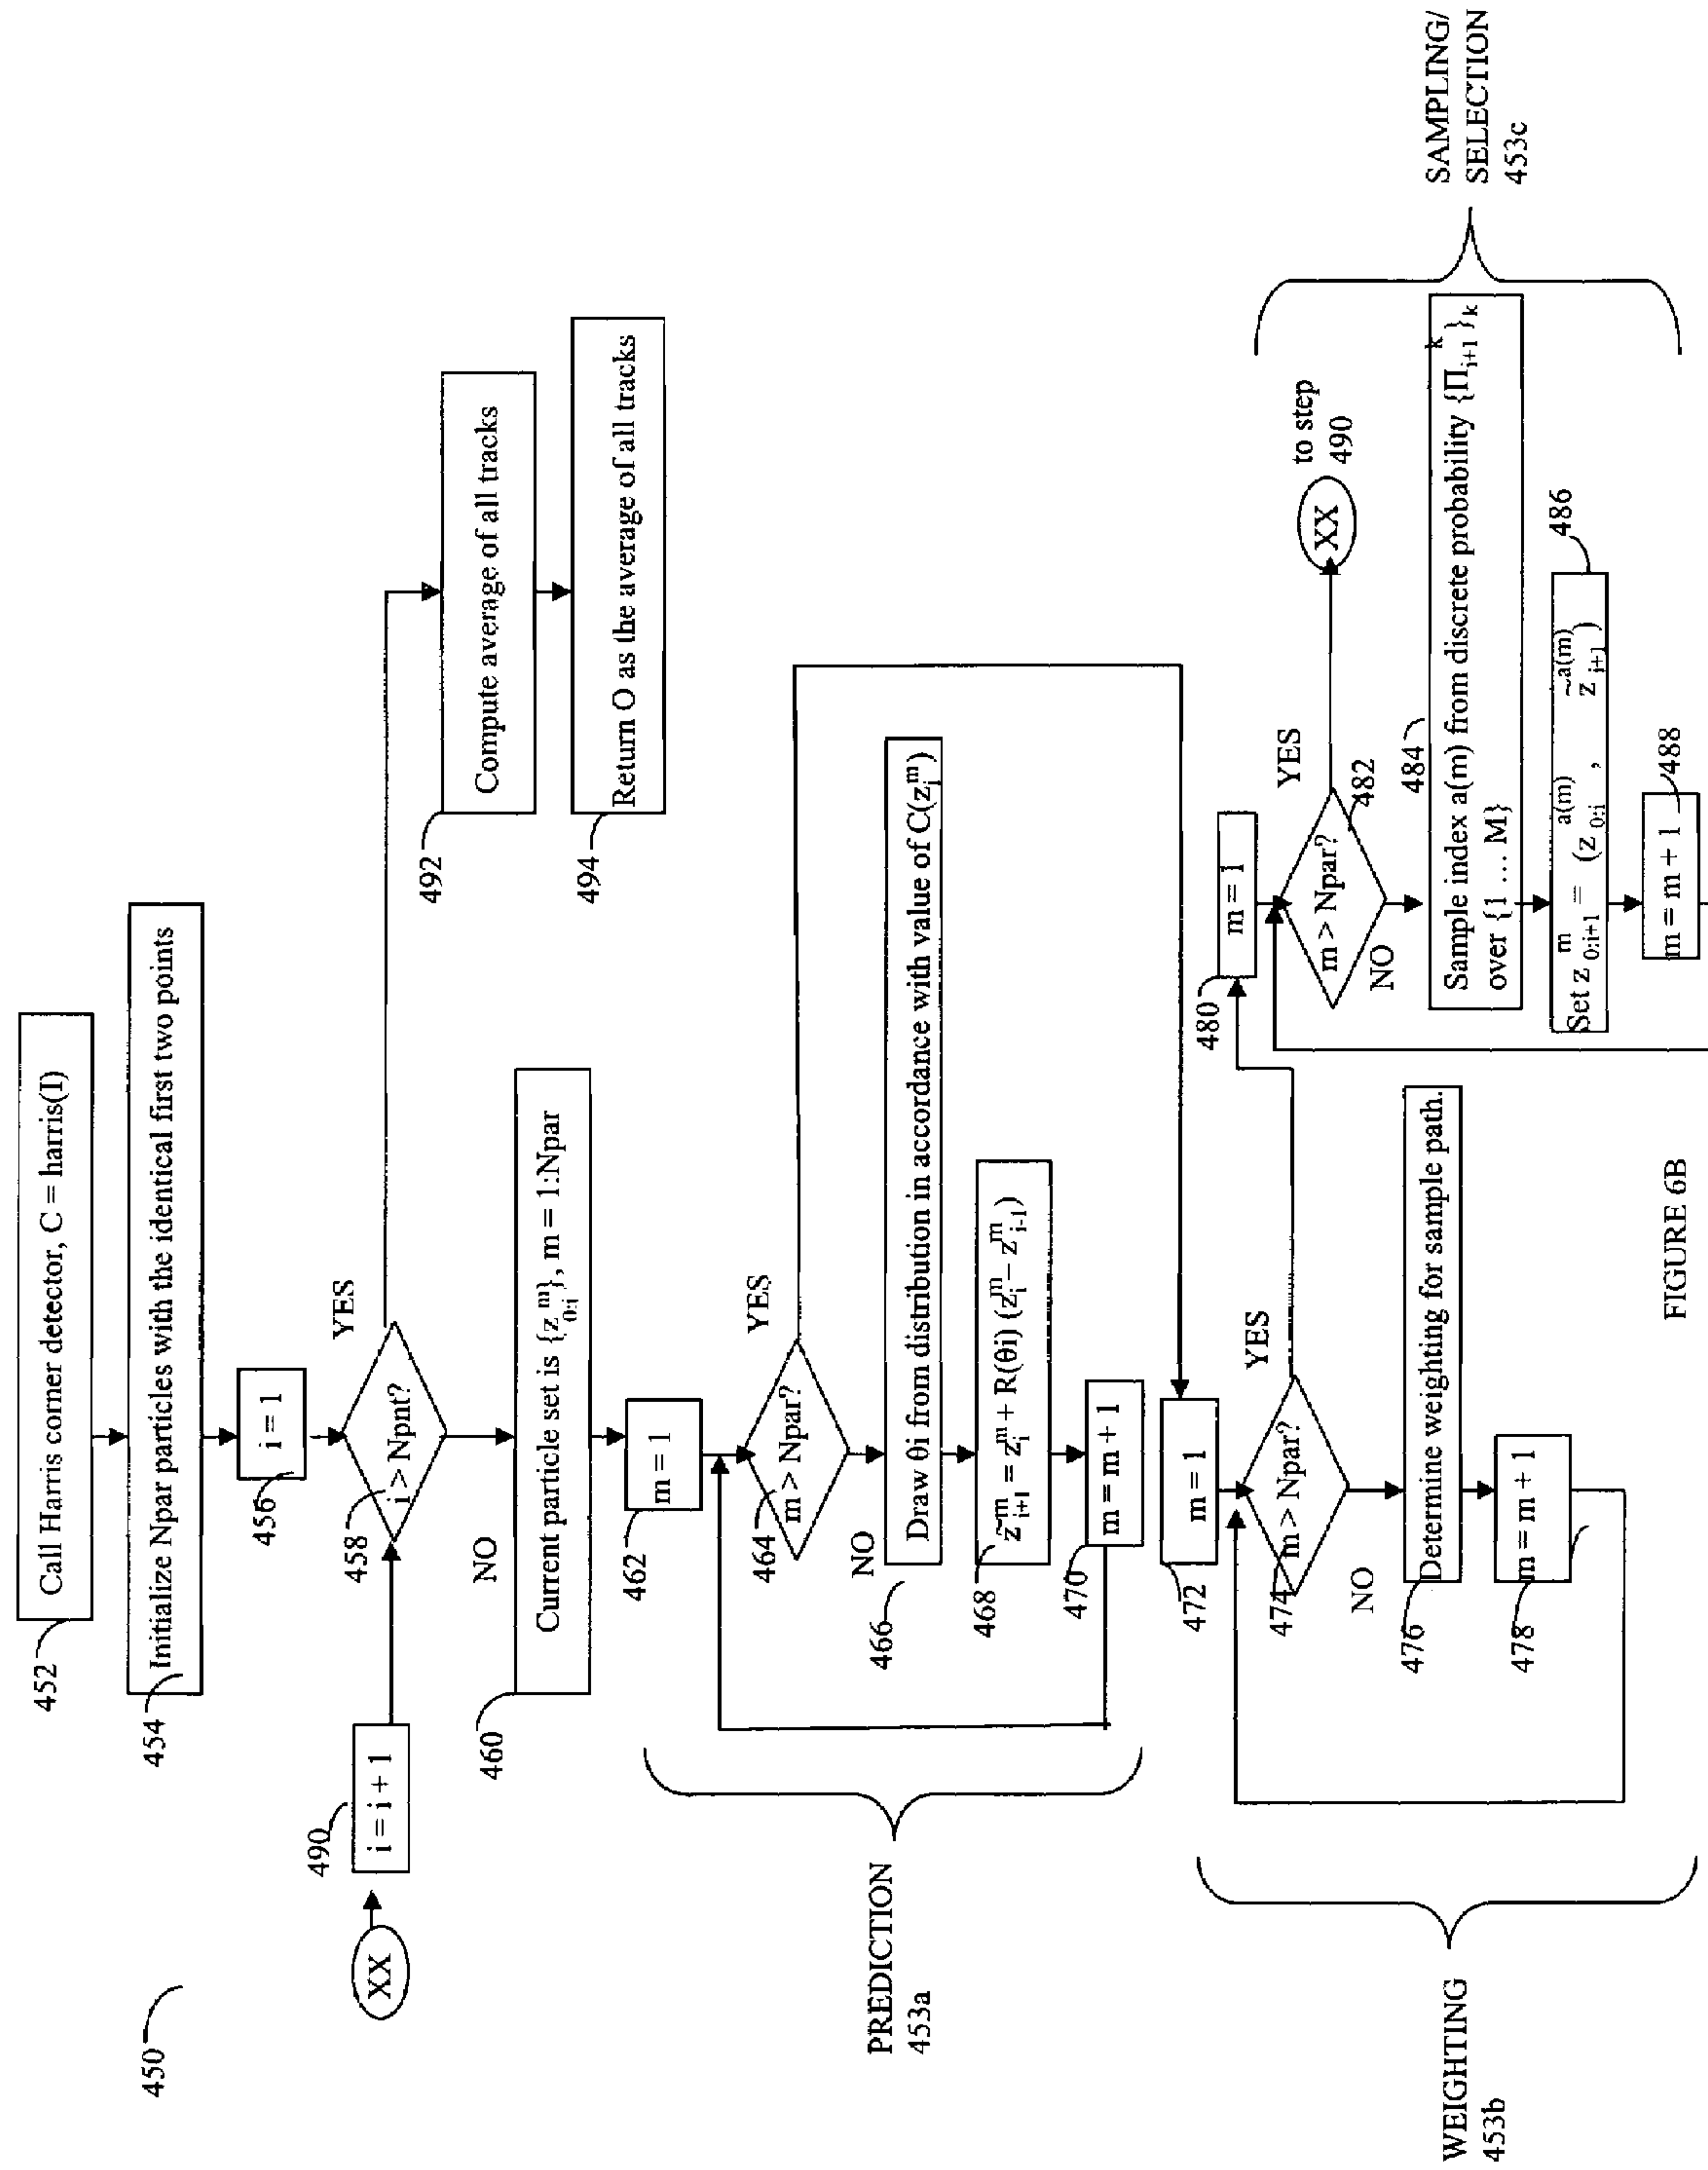 450
452
Call Harris corner detector, C = harris(I)
454
Initialize Npar particles with the identical first two points
456
i = 1
XX
490
i = i + 1
458
i > Npnt?
YES
NO
492
Compute average of all tracks
494
Return O as the average of all tracks
460
Current particle set is {z_{0:i}^m}, m = 1:Npar
462
m = 1
464
m > Npar?
YES
NO
466
Draw θi from distribution in accordance with value of C(z_i^m)
468
z̃_{i+1}^m = z_i^m + R(θi) (z_i^m – z_{i-1}^m)
470
m = m + 1
PREDICTION
453a
472
m = 1
474
m > Npar?
YES
NO
476
Determine weighting for sample path.
478
m = m + 1
WEIGHTING
453b
480
m = 1
482
m > Npar?
YES
XX
to step
490
NO
484
Sample index a(m) from discrete probability {Π_{i+1}^k}_k
over {1 ... M}
486
Set z_{0:i+1}^m = (z_{0:i}^{a(m)}, z̃_{i+1}^{a(m)})
488
m = m + 1
SAMPLING/
SELECTION
453c
FIGURE 6B